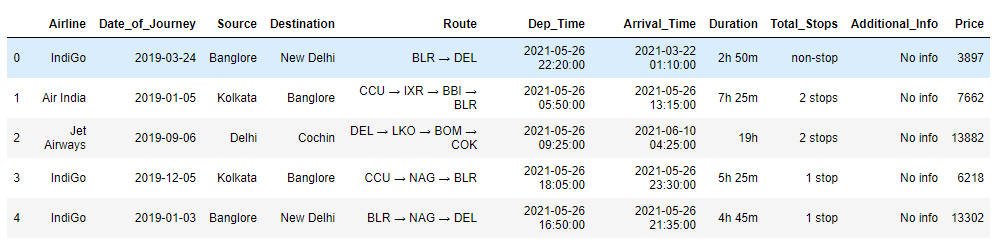 Airline Date_of_Journey Source Destination Route Dep_Time Arrival_Time Duration Total_Stops Additional_Info Price
0 IndiGo 2019-03-24 Banglore New Delhi BLR → DEL 2021-05-26 22:20:00 2021-03-22 01:10:00 2h 50m non-stop No info 3897
1 Air India 2019-01-05 Kolkata Banglore CCU → IXR → BBI → BLR 2021-05-26 05:50:00 2021-05-26 13:15:00 7h 25m 2 stops No info 7662
2 Jet Airways 2019-09-06 Delhi Cochin DEL → LKO → BOM → COK 2021-05-26 09:25:00 2021-06-10 04:25:00 19h 2 stops No info 13882
3 IndiGo 2019-12-05 Kolkata Banglore CCU → NAG → BLR 2021-05-26 18:05:00 2021-05-26 23:30:00 5h 25m 1 stop No info 6218
4 IndiGo 2019-01-03 Banglore New Delhi BLR → NAG → DEL 2021-05-26 16:50:00 2021-05-26 21:35:00 4h 45m 1 stop No info 13302